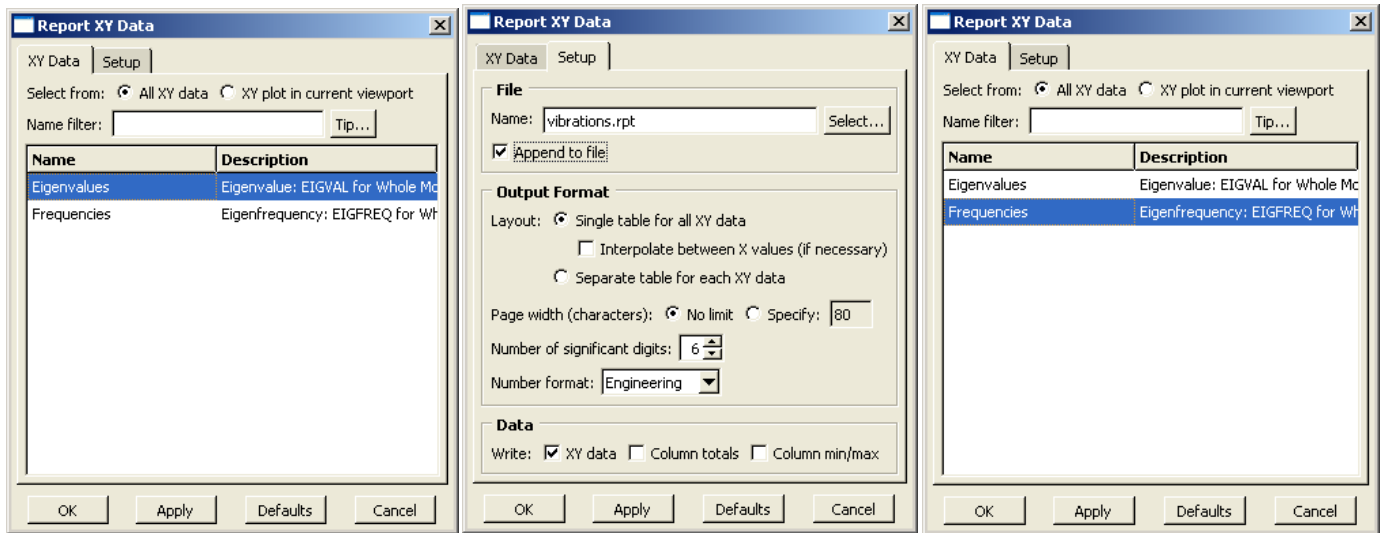 Report XY Data
XY Data Setup
Select from: All XY data XY plot in current viewport
Name filter: Tip...
Name Description
Eigenvalues Eigenvalue: EIGVAL for Whole Mo
Frequencies Eigenfrequency: EIGFREQ for Wh
OK Apply Defaults Cancel
Report XY Data
XY Data Setup
File
Name: vibrations.rpt Select...
Append to file
Output Format
Layout: Single table for all XY data
Interpolate between X values (if necessary)
Separate table for each XY data
Page width (characters): No limit Specify: 80
Number of significant digits: 6
Number format: Engineering
Data
Write: XY data Column totals Column min/max
OK Apply Defaults Cancel
Report XY Data
XY Data Setup
Select from: All XY data XY plot in current viewport
Name filter: Tip...
Name Description
Eigenvalues Eigenvalue: EIGVAL for Whole Mo
Frequencies Eigenfrequency: EIGFREQ for Wh
OK Apply Defaults Cancel